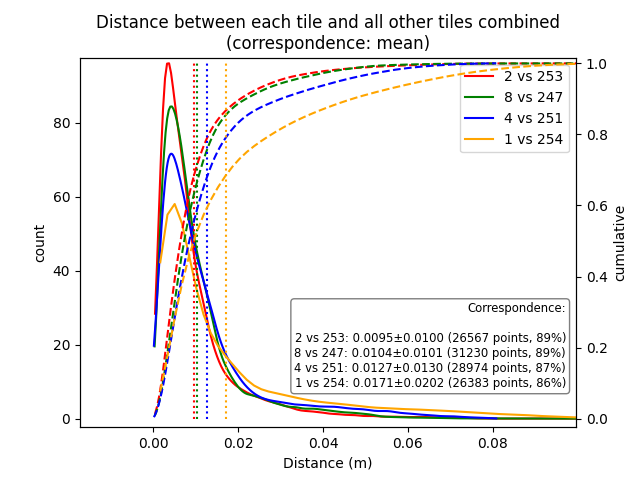 Distance between each tile and all other tiles combined
(correspondence: mean)
count
80
60
40
20
0
1.0
0.8
0.6
0.4
0.2
0.0
cumulative
2 vs 253
8 vs 247
4 vs 251
1 vs 254
Correspondence:
2 vs 253: 0.0095±0.0100 (26567 points, 89%)
8 vs 247: 0.0104±0.0101 (31230 points, 89%)
4 vs 251: 0.0127±0.0130 (28974 points, 87%)
1 vs 254: 0.0171±0.0202 (26383 points, 86%)
0.00 0.02 0.04 0.06 0.08
Distance (m)